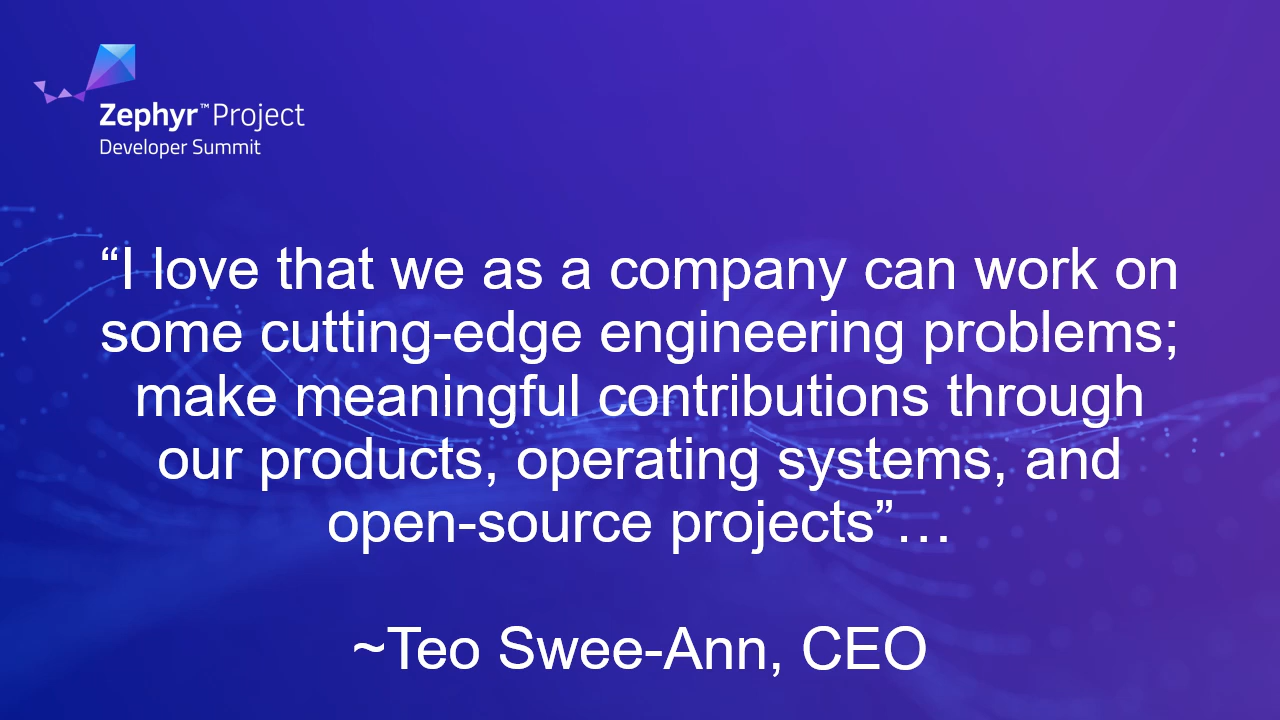 Zephyr™ Project
Developer Summit
“I love that we as a company can work on
some cutting-edge engineering problems;
make meaningful contributions through
our products, operating systems, and
open-source projects”…
~Teo Swee-Ann, CEO